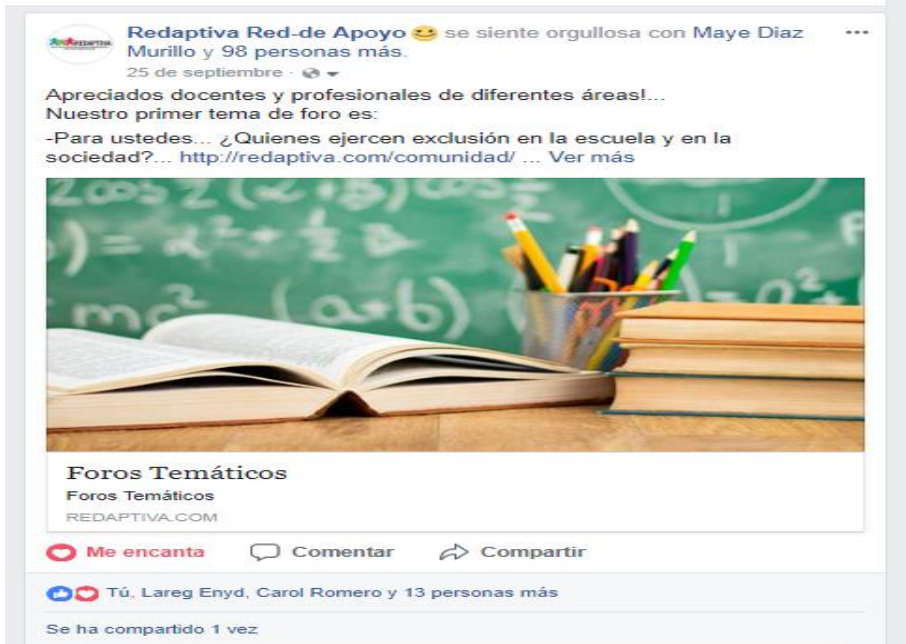 Redaptiva Red-de Apoyo 😀 se siente orgullosa con Maye Diaz
Murillo y 98 personas más.
25 de septiembre ·
Apreciados docentes y profesionales de diferentes áreas!...
Nuestro primer tema de foro es:
-Para ustedes... ¿Quienes ejercen exclusión en la escuela y en la
sociedad?... http://redaptiva.com/comunidad/ ... Ver más
mc²
(a+b)
Foros Temáticos
Foros Temáticos
REDAPTIVA.COM
Me encanta Comentar Compartir
Tú, Lareg Enyd, Carol Romero y 13 personas más
Se ha compartido 1 vez